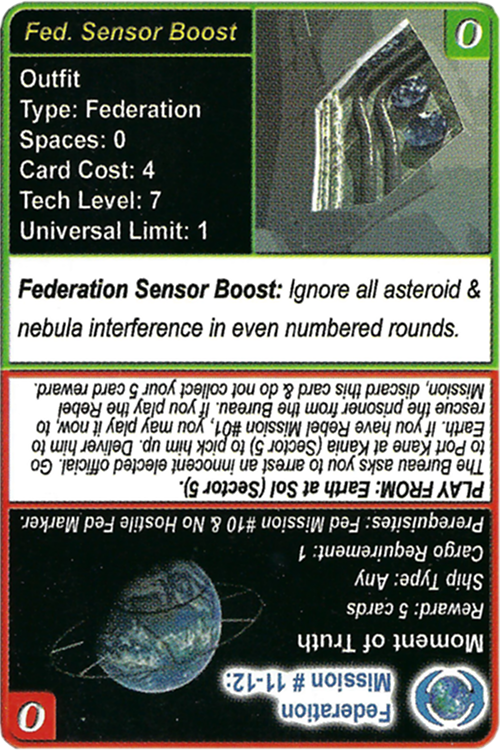 Fed. Sensor Boost
0
Outfit
Type: Federation
Spaces: 0
Card Cost: 4
Tech Level: 7
Universal Limit: 1
Federation Sensor Boost: Ignore all asteroid &
nebula interference in even numbered rounds.
0
Federation
Mission # 11-12:
Moment of Truth
Reward: 5 cards
Ship Type: Any
Cargo Requirement: 1
Prerequisites: Fed Mission #10 & No Hostile Fed Marker.
PLAY FROM: Earth at Sol (Sector 5).
The Bureau asks you to arrest an innocent elected official. Go
to Port Kane at Kania (Sector 5) to pick him up. Deliver him to
Earth. If you have Rebel Mission #01, you may play it now, to
rescue the prisoner from the Bureau. If you play the Rebel
Mission, discard this card & do not collect your 5 card reward.